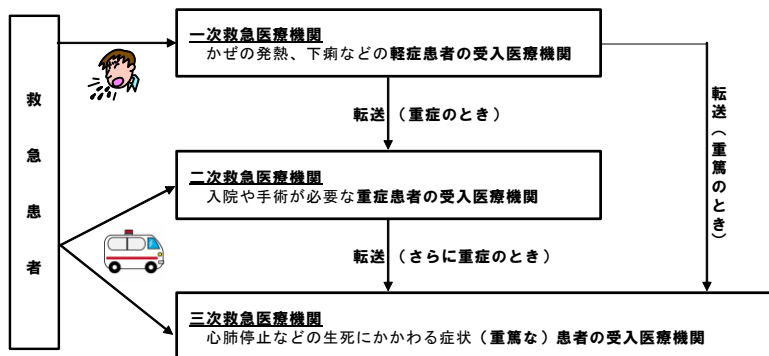 救急患者
一次救急医療機関
かぜの発熱、下痢などの軽症患者の受入医療機関
転送（重症のとき）
転送（重篤のとき）
二次救急医療機関
入院や手術が必要な重症患者の受入医療機関
転送（さらに重症のとき）
三次救急医療機関
心肺停止などの生死にかかわる症状（重篤な）患者の受入医療機関